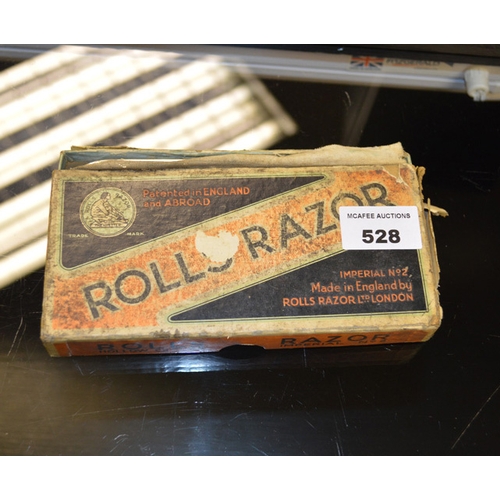 Patented in ENGLAND
and ABROAD
TRADE MARK
ROLLS RAZOR
MCAFEE AUCTIONS
528
IMPERIAL Nº2
Made in England by
ROLLS RAZOR LTD LONDON
RAZOR
IMPERIAL